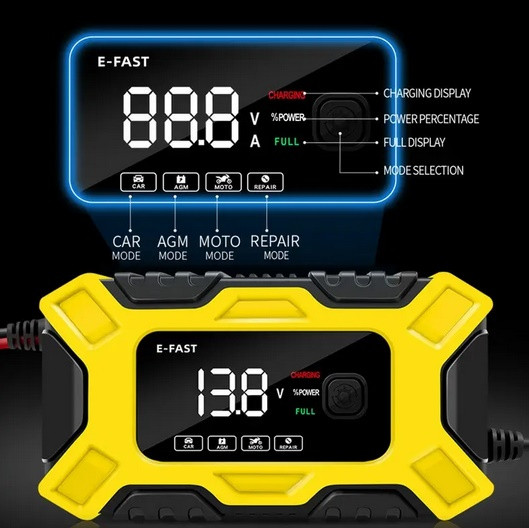 E-FAST
88.8 V A
CHARGING
%POWER
FULL
CHARGING DISPLAY
POWER PERCENTAGE
FULL DISPLAY
MODE SELECTION
CAR AGM MOTO REPAIR
CAR MODE
AGM MODE
MOTO MODE
REPAIR MODE
E-FAST
13.8 V
CHARGING
%POWER
FULL
CAR AGM MOTO REPAIR